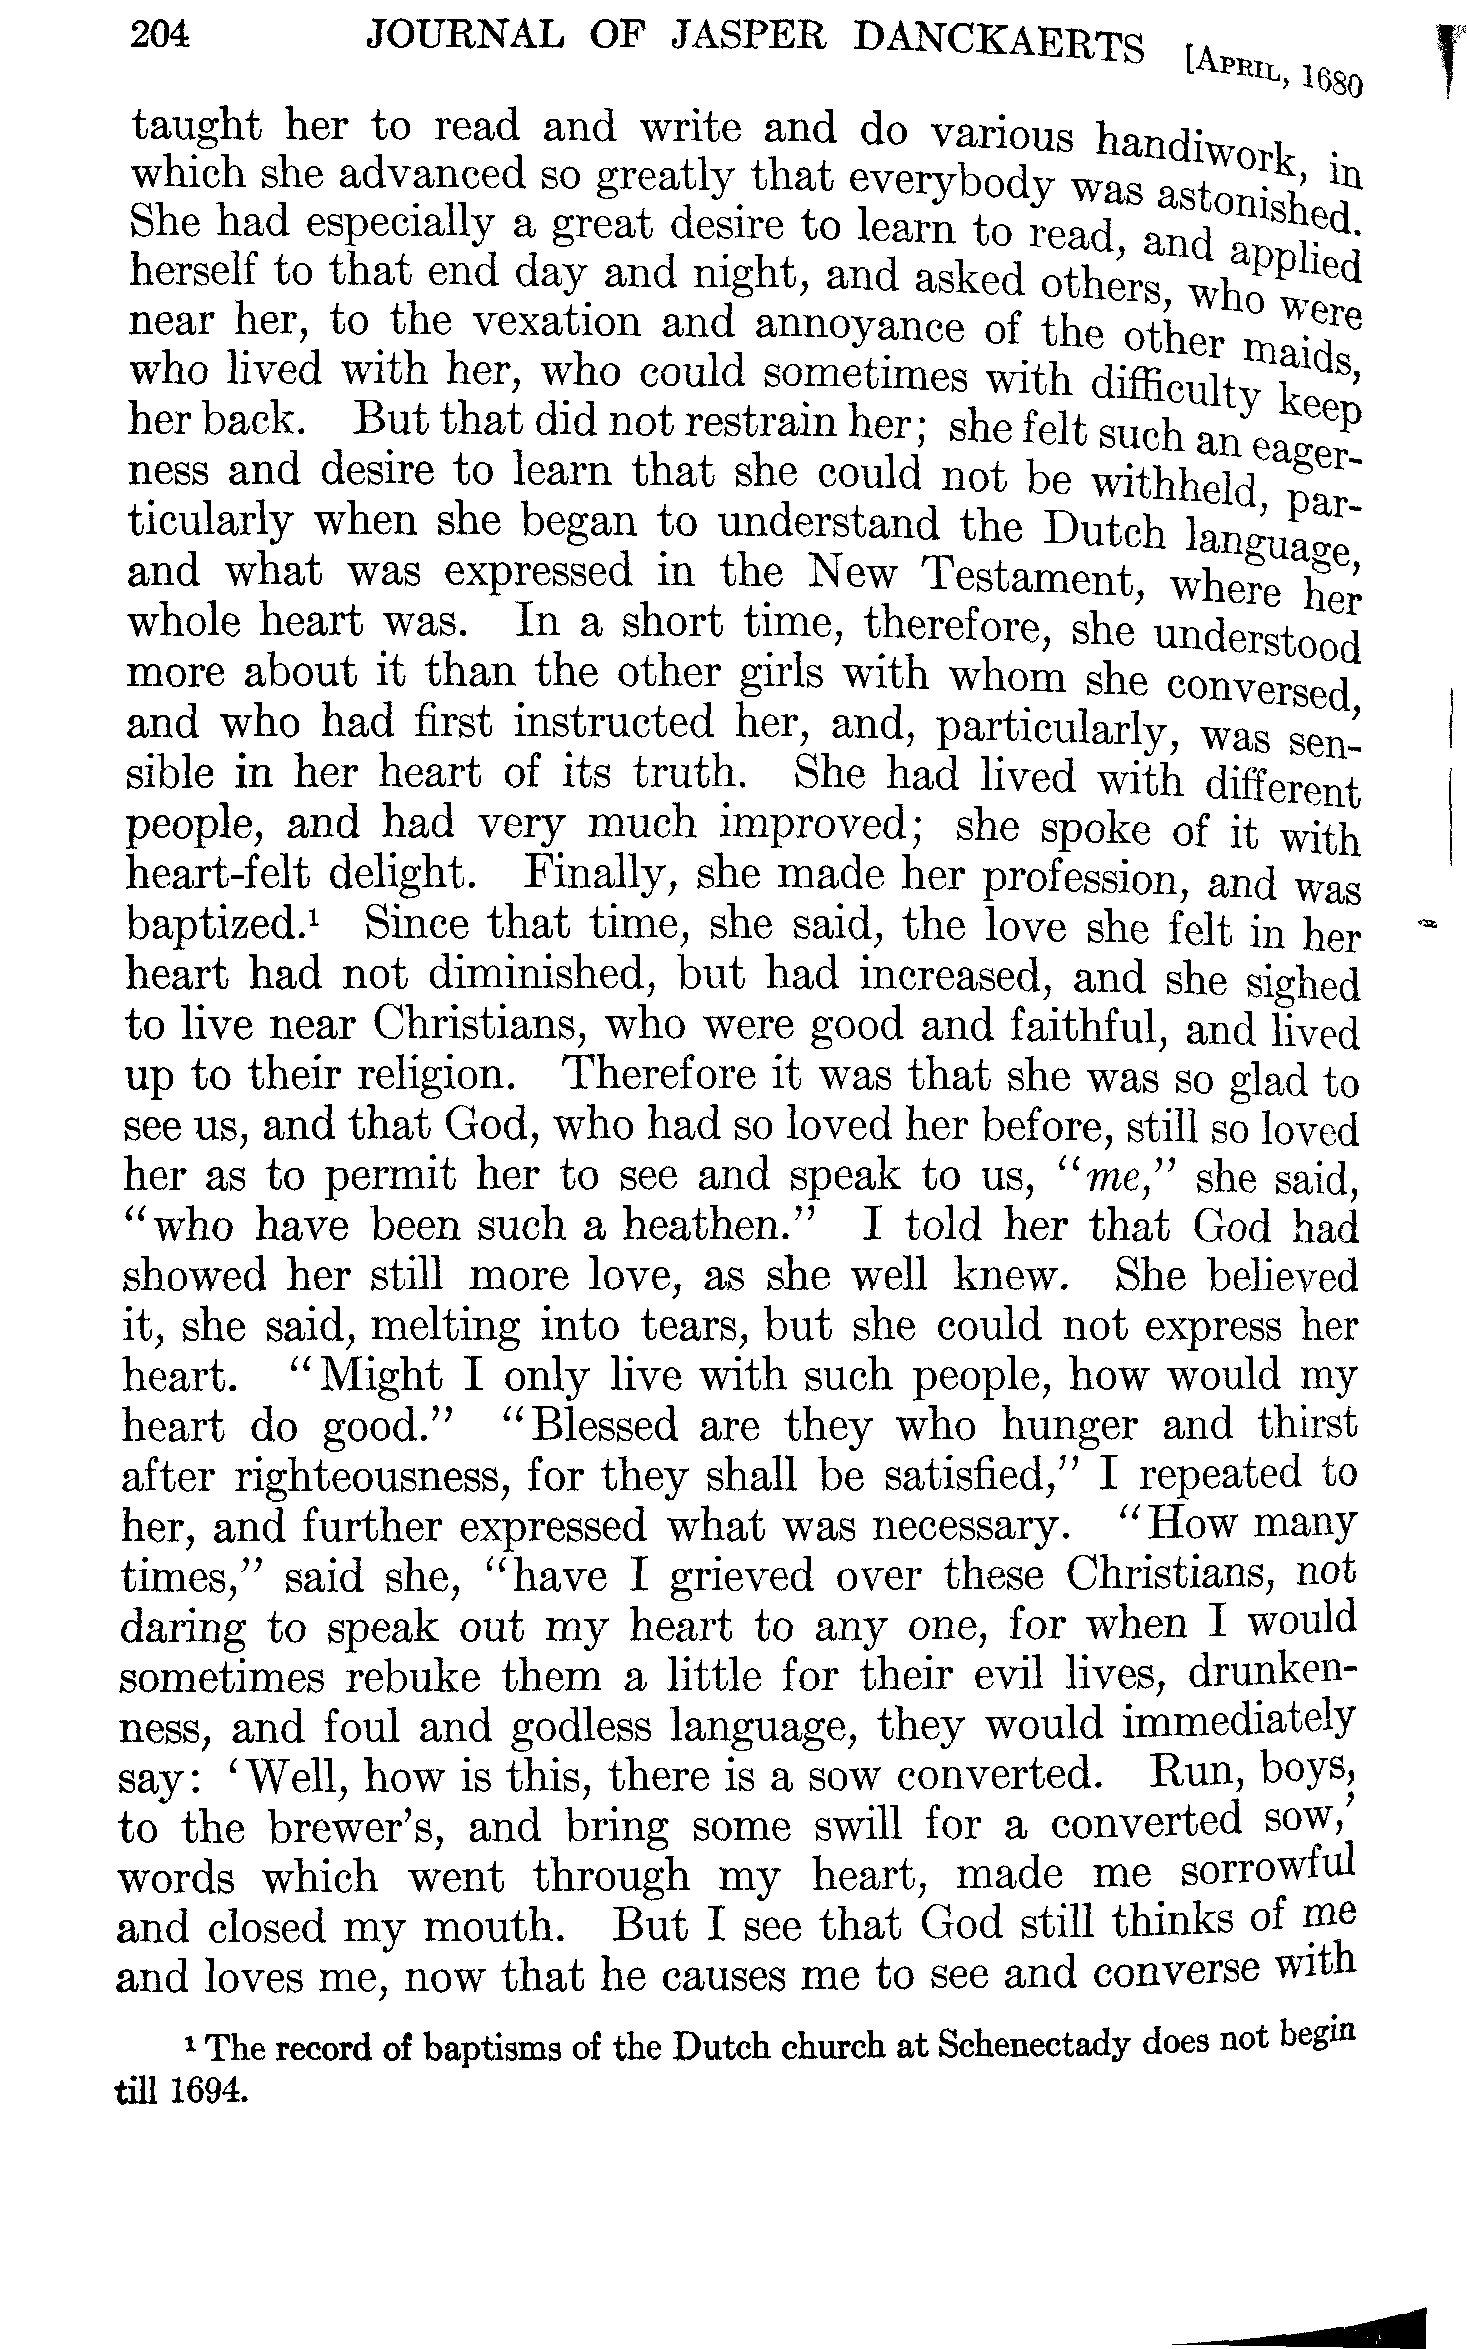 204 JOURNAL OF JASPER DANCKAERTS [APRIL, 1680
taught her to read and write and do various handiwork, in
which she advanced so greatly that everybody was astonished.
She had especially a great desire to learn to read, and applied
herself to that end day and night, and asked others, who were
near her, to the vexation and annoyance of the other maids,
who lived with her, who could sometimes with difficulty keep
her back. But that did not restrain her; she felt such an eager-
ness and desire to learn that she could not be withheld, par-
ticularly when she began to understand the Dutch language,
and what was expressed in the New Testament, where her
whole heart was. In a short time, therefore, she understood
more about it than the other girls with whom she conversed,
and who had first instructed her, and, particularly, was sen-
sible in her heart of its truth. She had lived with different
people, and had very much improved; she spoke of it with
heart-felt delight. Finally, she made her profession, and was
baptized.¹ Since that time, she said, the love she felt in her
heart had not diminished, but had increased, and she sighed
to live near Christians, who were good and faithful, and lived
up to their religion. Therefore it was that she was so glad to
see us, and that God, who had so loved her before, still so loved
her as to permit her to see and speak to us, "me," she said,
"who have been such a heathen." I told her that God had
showed her still more love, as she well knew. She believed
it, she said, melting into tears, but she could not express her
heart. "Might I only live with such people, how would my
heart do good." "Blessed are they who hunger and thirst
after righteousness, for they shall be satisfied," I repeated to
her, and further expressed what was necessary. "How many
times," said she, "have I grieved over these Christians, not
daring to speak out my heart to any one, for when I would
sometimes rebuke them a little for their evil lives, drunken-
ness, and foul and godless language, they would immediately
say: 'Well, how is this, there is a sow converted. Run, boys,
to the brewer's, and bring some swill for a converted sow,'
words which went through my heart, made me sorrowful
and closed my mouth. But I see that God still thinks of me
and loves me, now that he causes me to see and converse with
¹ The record of baptisms of the Dutch church at Schenectady does not begin
till 1694.